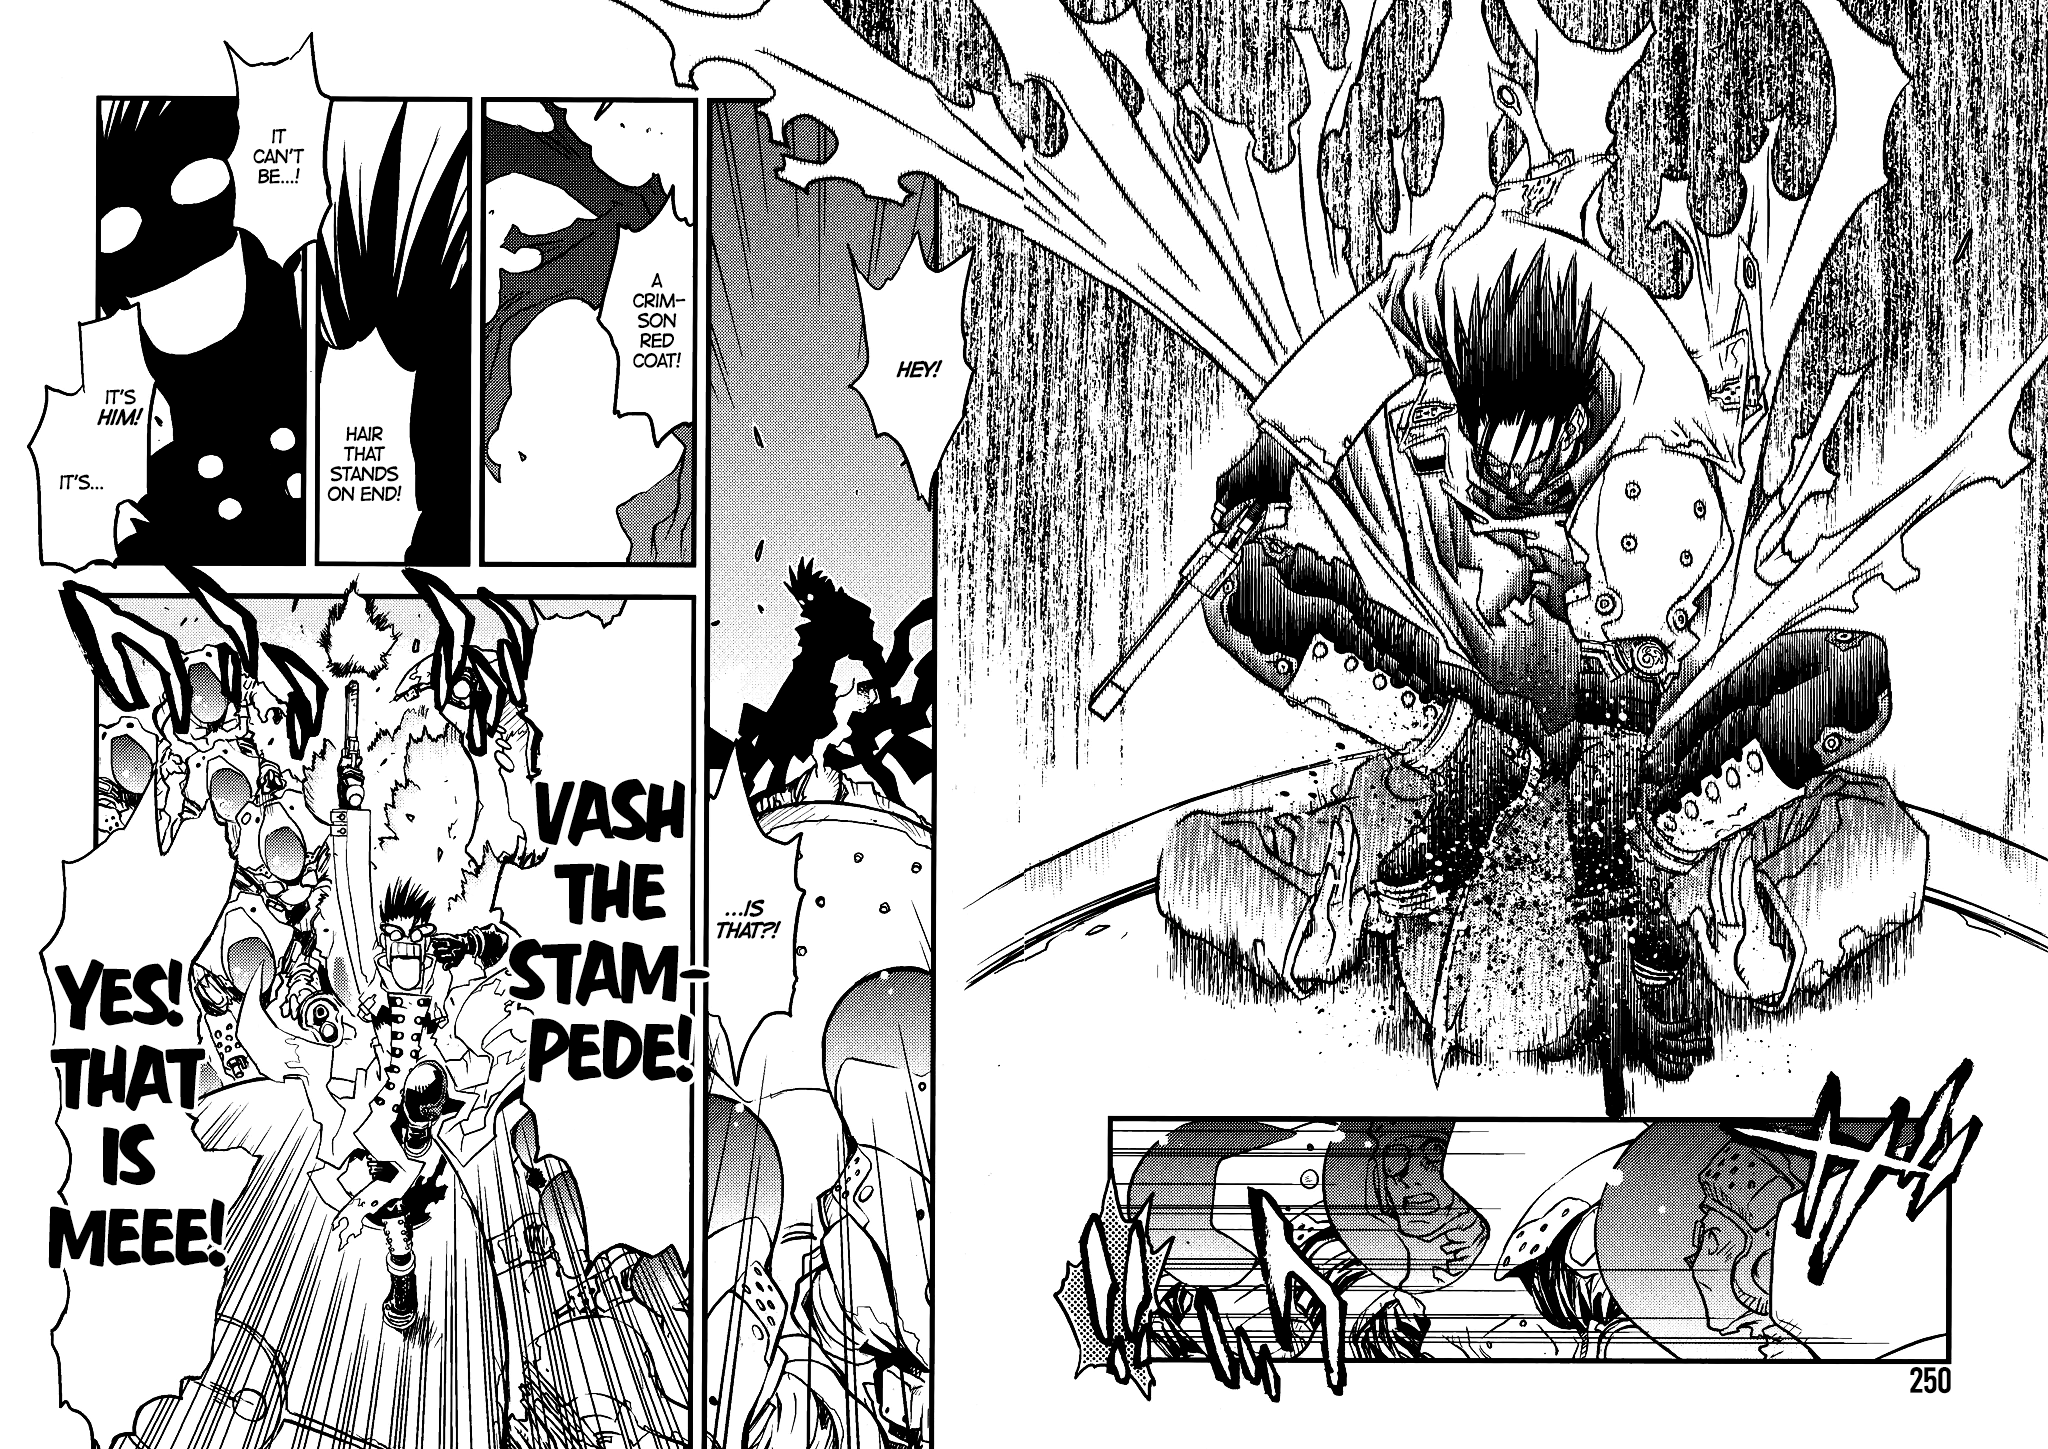 HEY!
...IS
THAT?!
A
CRIM-
SON
RED
COAT!
HAIR
THAT
STANDS
ON END!
IT
CAN'T
BE...!
IT'S
HIM!
IT'S...
VASH
THE
STAM-
PEDE!
YES!
THAT
IS
MEEE!
250